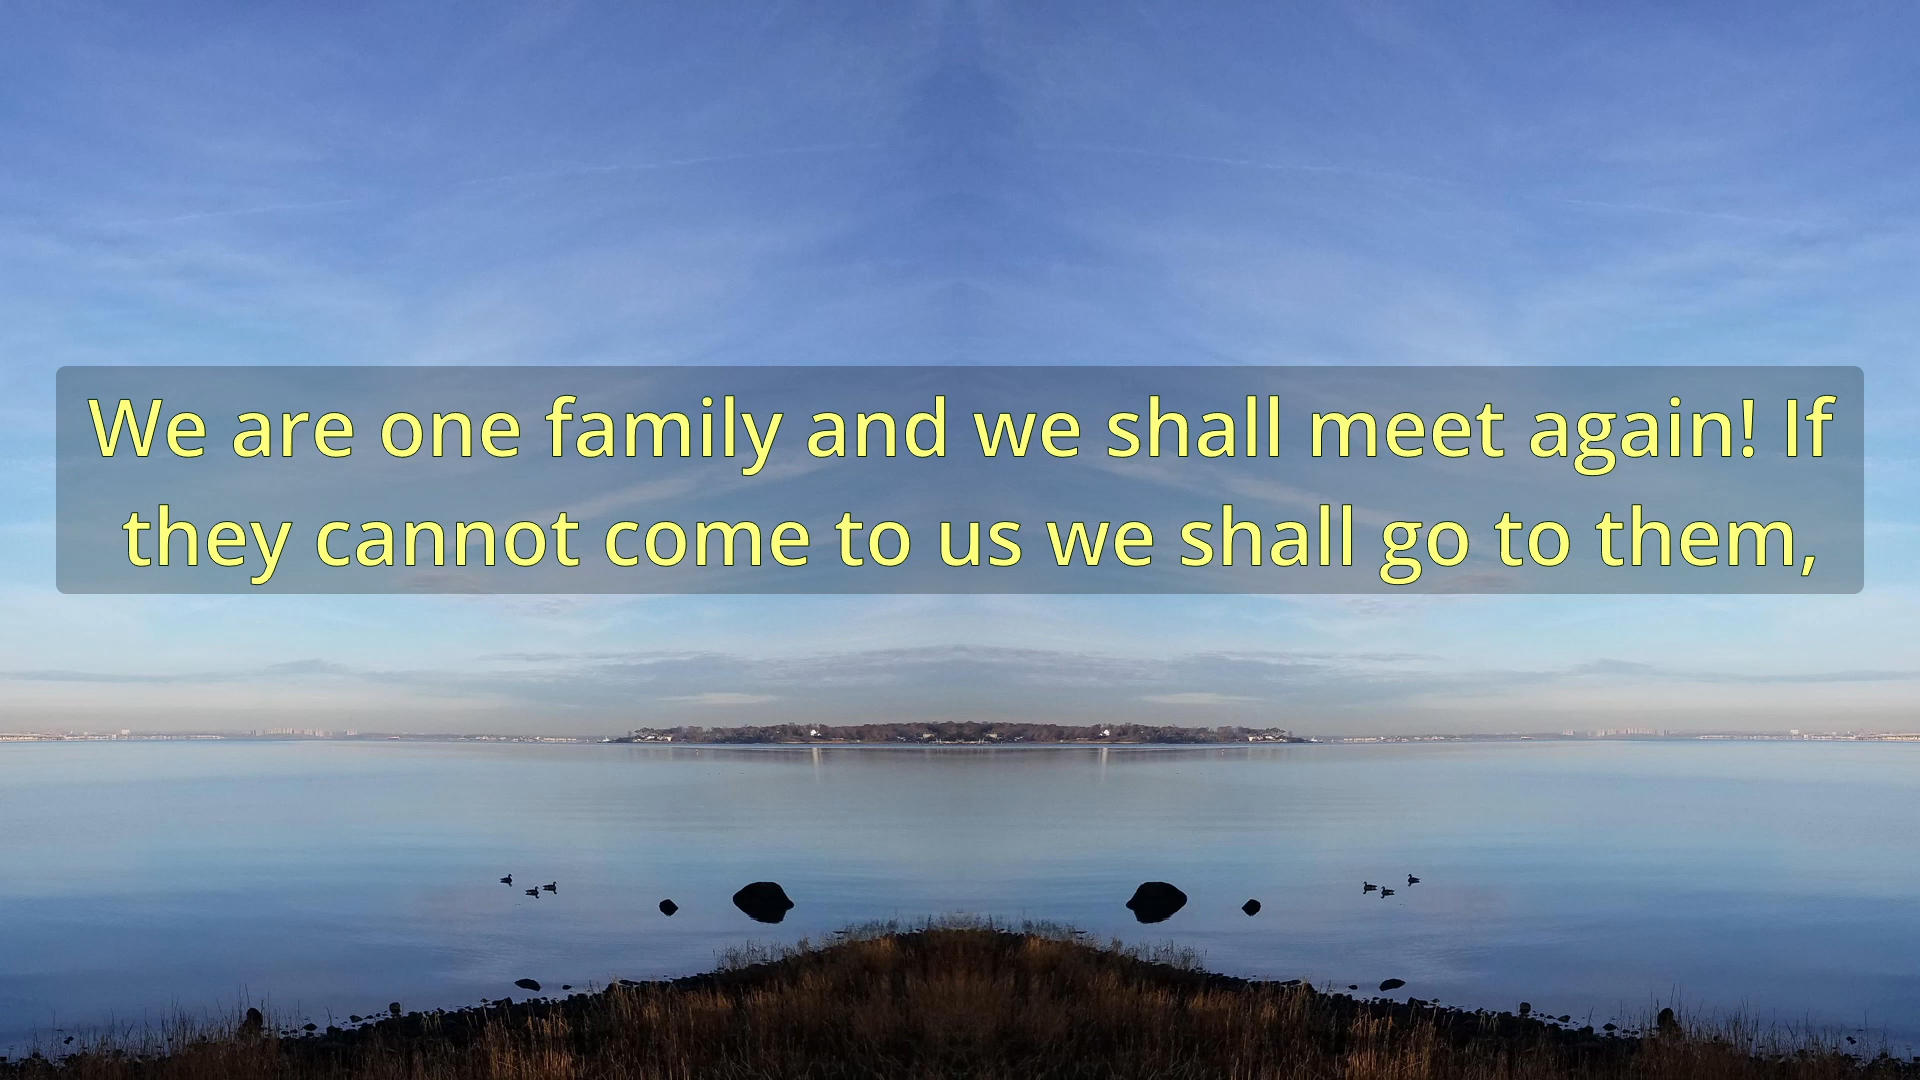 We are one family and we shall meet again! If
they cannot come to us we shall go to them,